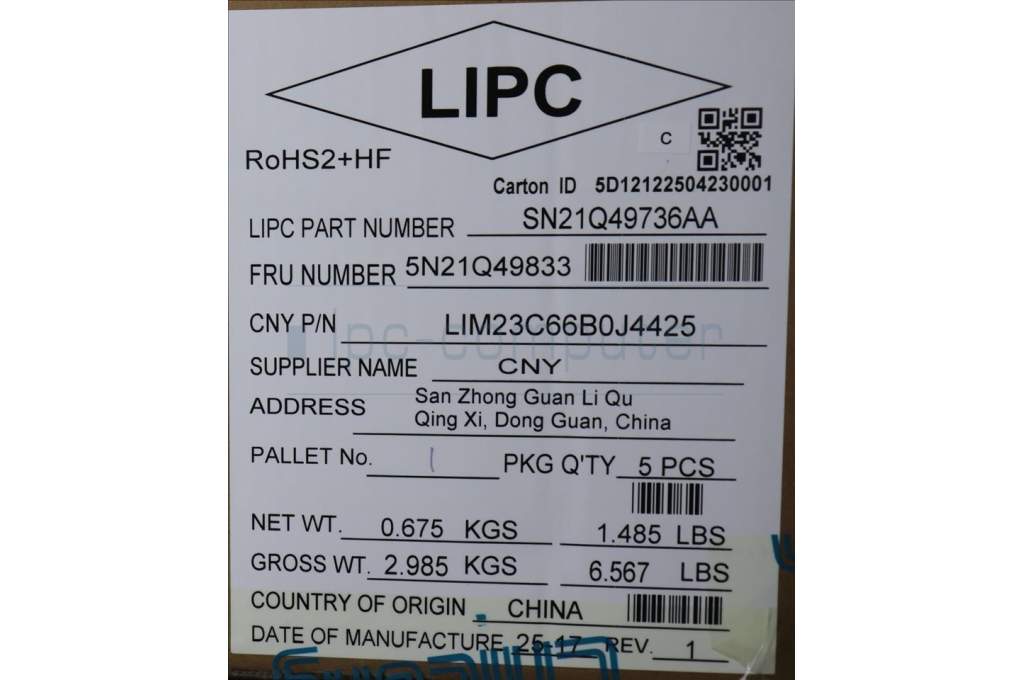 LIPC
C
RoHS2+HF
Carton ID 5D12122504230001
LIPC PART NUMBER SN21Q49736AA
FRU NUMBER 5N21Q49833
CNY P/N LIM23C66B0J4425
ipc-computer
SUPPLIER NAME CNY
ADDRESS San Zhong Guan Li Qu
Qing Xi, Dong Guan, China
PALLET No. 1 PKG Q'TY 5 PCS
NET WT. 0.675 KGS 1.485 LBS
GROSS WT. 2.985 KGS 6.567 LBS
COUNTRY OF ORIGIN CHINA
DATE OF MANUFACTURE 25-17 REV. 1